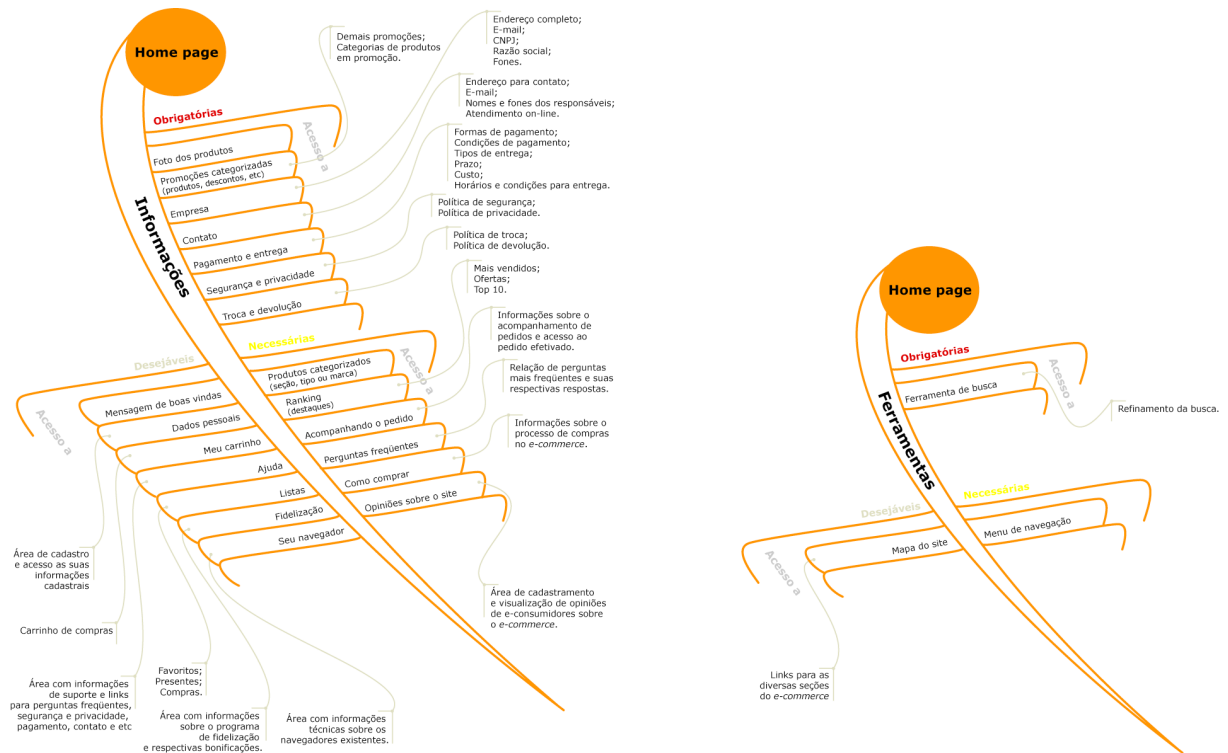 Home page
Informações
Obrigatórias
Acesso a
Foto dos produtos
Promoções categorizadas
(produtos, descontos, etc)
Empresa
Contato
Pagamento e entrega
Segurança e privacidade
Troca e devolução
Demais promoções;
Categorias de produtos
em promoção.
Endereço completo;
E-mail;
CNPJ;
Razão social;
Fones.
Endereço para contato;
E-mail;
Nomes e fones dos responsáveis;
Atendimento on-line.
Formas de pagamento;
Condições de pagamento;
Tipos de entrega;
Prazo;
Custo;
Horários e condições para entrega.
Política de segurança;
Política de privacidade.
Política de troca;
Política de devolução.
Necessárias
Acesso a
Produtos categorizados
(seção, tipo ou marca)
Ranking
(destaques)
Acompanhando o pedido
Perguntas freqüentes
Como comprar
Opiniões sobre o site
Mais vendidos;
Ofertas;
Top 10.
Informações sobre o
acompanhamento de
pedidos e acesso ao
pedido efetivado.
Relação de perguntas
mais freqüentes e suas
respectivas respostas.
Informações sobre o
processo de compras
no e-commerce.
Área de cadastramento
e visualização de opiniões
de e-consumidores sobre
o e-commerce.
Desejáveis
Acesso a
Mensagem de boas vindas
Dados pessoais
Meu carrinho
Ajuda
Listas
Fidelização
Seu navegador
Área de cadastro
e acesso as suas
informações
cadastrais
Carrinho de compras
Área com informações
de suporte e links
para perguntas freqüentes,
segurança e privacidade,
pagamento, contato e etc
Favoritos;
Presentes;
Compras.
Área com informações
sobre o programa
de fidelização
e respectivas bonificações.
Área com informações
técnicas sobre os
navegadores existentes.
Home page
Ferramentas
Obrigatórias
Acesso a
Ferramenta de busca
Refinamento da busca.
Necessários
Menu de navegação
Desejáveis
Acesso a
Mapa do site
Links para as
diversas seções
do e-commerce